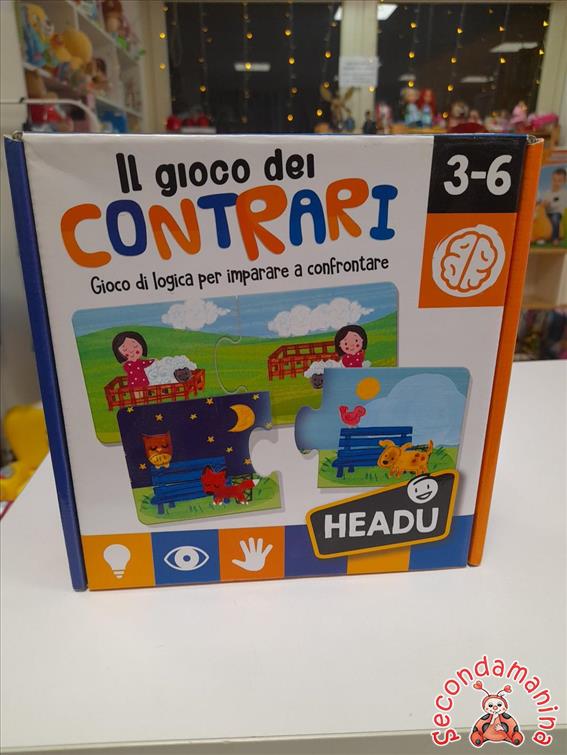 Il gioco dei
CONTRARI
Gioco di logica per imparare a confrontare
3-6
HEADU
secondamanina